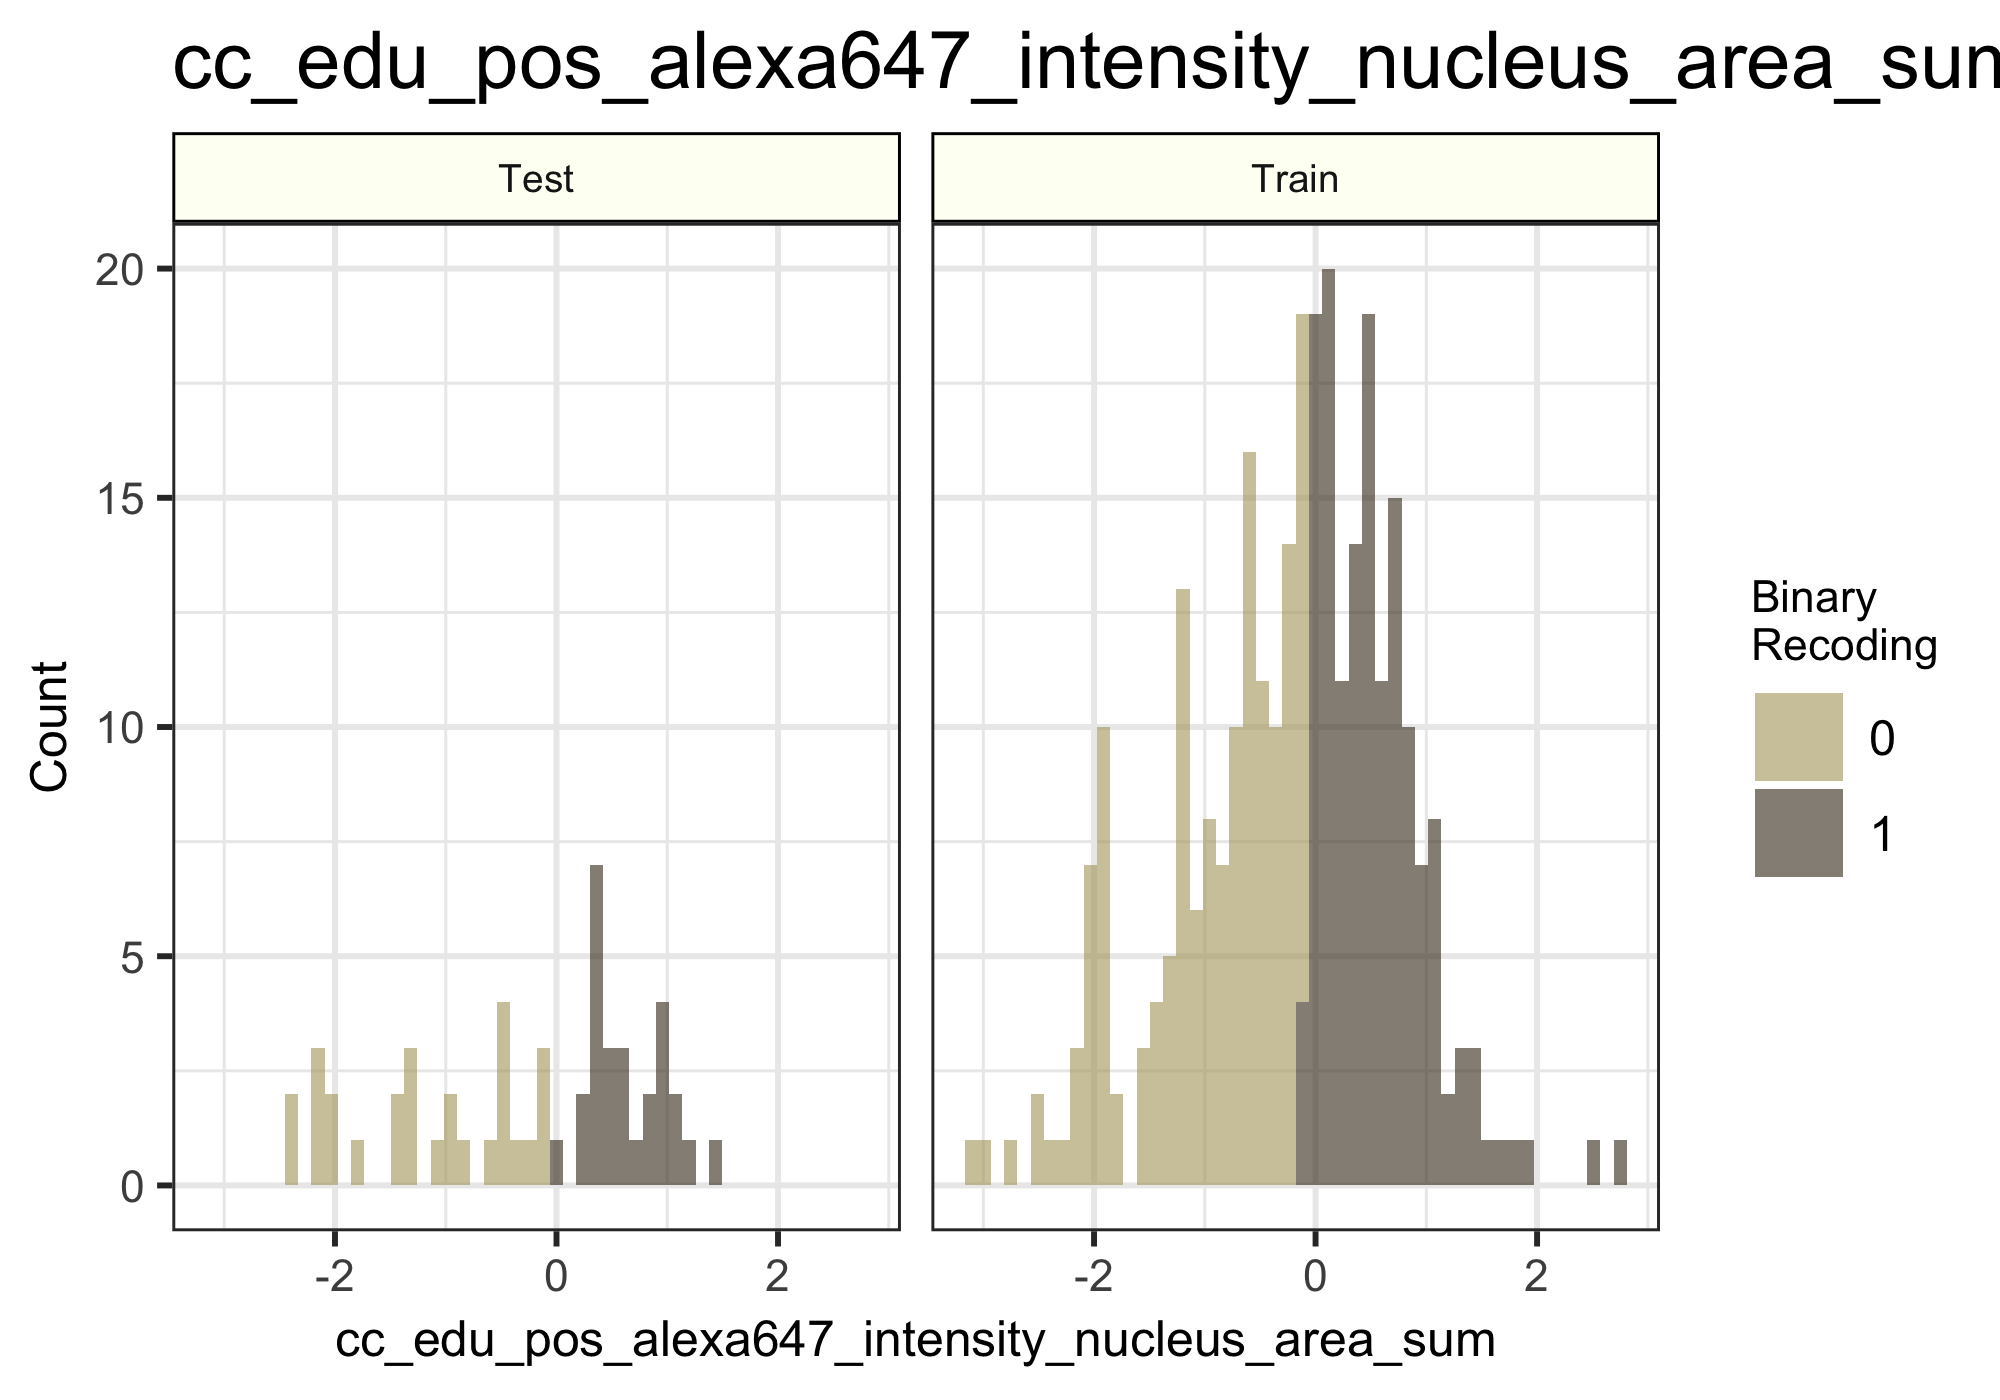 cc_edu_pos_alexa647_intensity_nucleus_area_sum
Test
Train
20
15
10
5
0
Count
-2
0
2
-2
0
2
cc_edu_pos_alexa647_intensity_nucleus_area_sum
Binary
Recoding
0
1